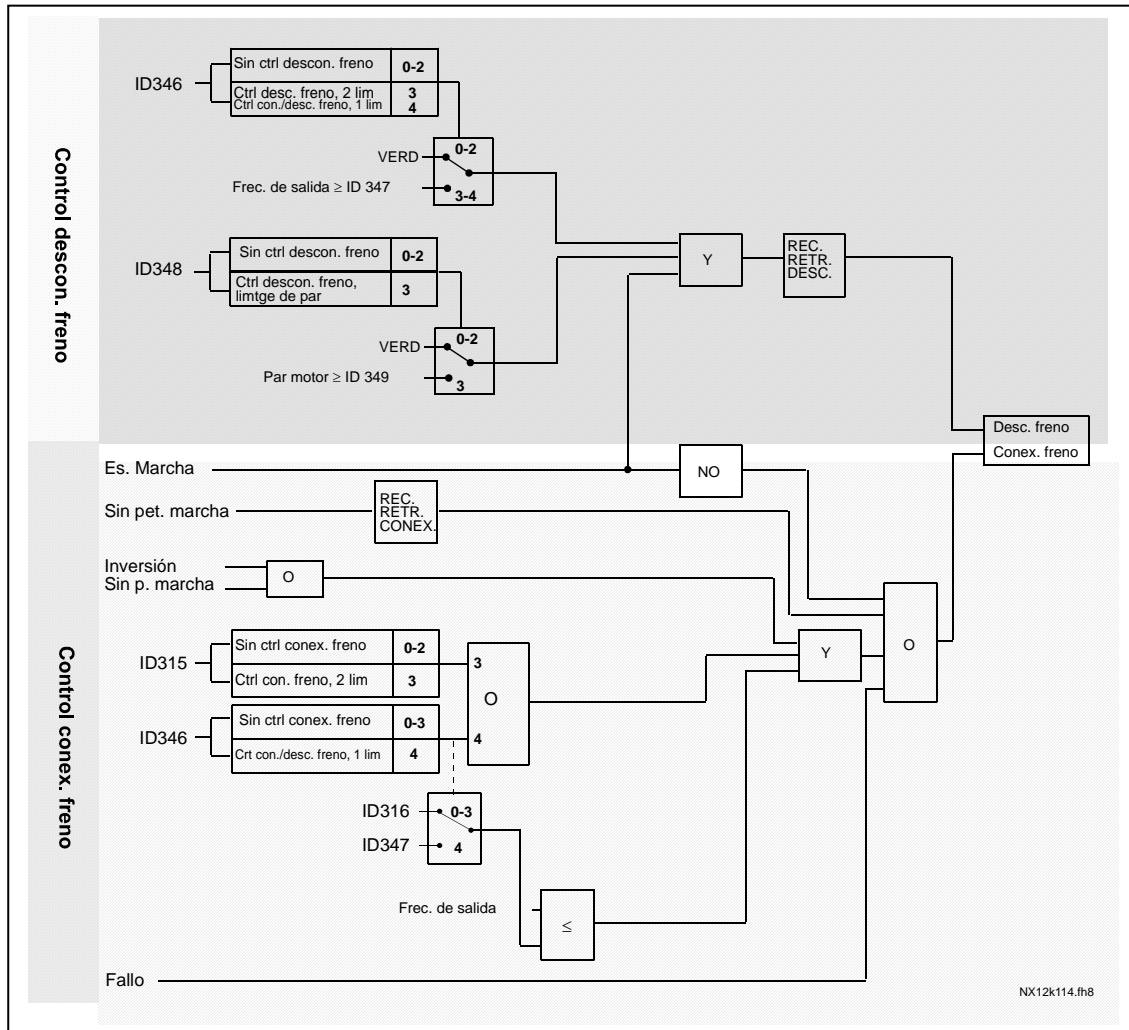 Control descon. freno
ID346
Sin ctrl descon. freno 0-2
Ctrl desc. freno, 2 lim 3
Ctrl con./desc. freno, 1 lim 4
VERD 0-2
Frec. de salida ≥ ID 347 3-4
ID348
Sin ctrl descon. freno 0-2
Ctrl descon. freno,
limtge de par 3
VERD 0-2
Par motor ≥ ID 349 3
Y
REC.
RETR.
DESC.
Desc. freno
Conex. freno
Control conex. freno
Es. Marcha
NO
Sin pet. marcha
REC.
RETR.
CONEX.
Inversión
Sin p. marcha
O
ID315
Sin ctrl conex. freno 0-2
Ctrl con. freno, 2 lim 3
3
O
4
ID346
Sin ctrl conex. freno 0-3
Crt con./desc. freno, 1 lim 4
Y
O
ID316 0-3
ID347 4
Frec. de salida
≤
Fallo
NX12k114.fh8